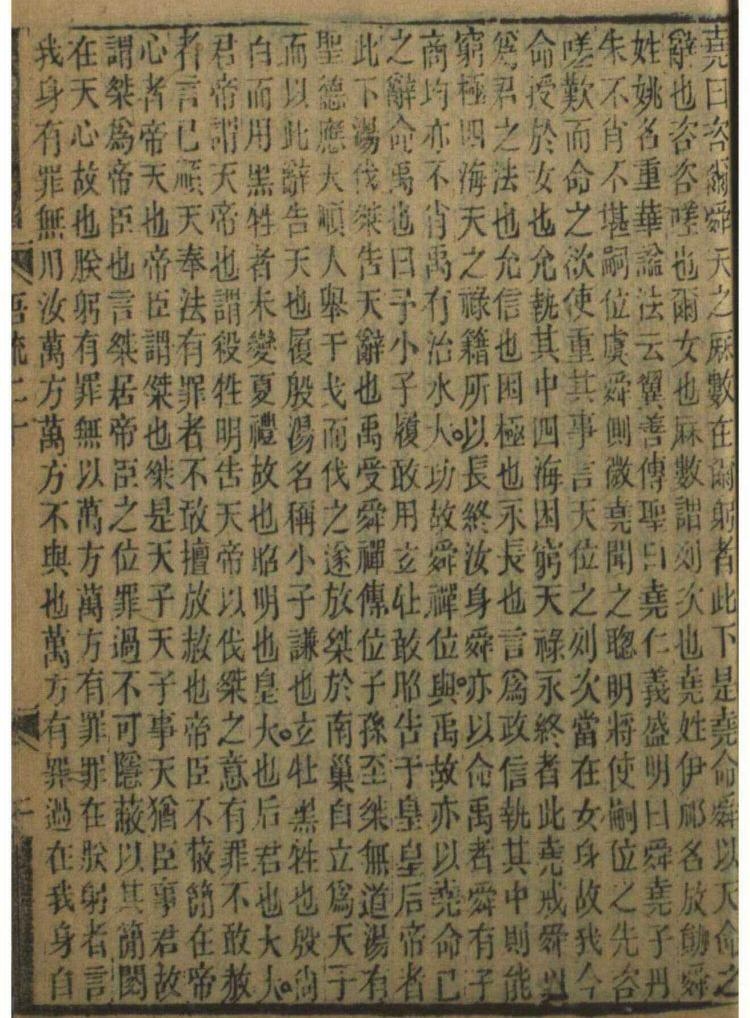 堯曰咨爾舜天之厤數在爾躬者此下是堯命舜以天命之
辭也咨咨嗟也爾女也厤數謂列次也堯姓伊祁名放勛舜
姓姚名重華謚法云翼善傳聖曰堯仁義盛明曰舜堯子丹
朱不肖不堪嗣位虞舜側微堯聞之聰明將使嗣位之先咨
嗟歎而命之欲使重其事言天位之列次當在女身故我今
命授於女也允執其中四海困窮天祿永終者此堯戒舜以
爲君之法也允信也困極也永長也言爲政信執其中則能
窮極四海天之祿籍所以長終汝身舜亦以命禹者舜有子
商均亦不肖禹有治水大功故舜禪位與禹故亦以堯命己
之辭命禹也曰予小子履敢用玄牡敢昭告于皇皇后帝者
此下湯伐桀告天辭也禹受舜禪傳位子孫至桀無道湯有
聖德應天順人舉干戈而伐之遂放桀於南巢自立爲天子
而以此辭告天也履殷湯名稱小子謙也玄牡黑牲也殷尚
白而用黑牲者未變夏禮故也昭明也皇大也后君也大大
君帝謂天帝也謂殺牲明告天帝以伐桀之意有罪不敢赦
者言已順天奉法有罪者不敢擅放赦也帝臣不蔽簡在帝
心者帝天也帝臣謂桀也桀是天子天子事天猶臣事君故
謂桀爲帝臣也言桀居帝臣之位罪過不可隱蔽以其簡閱
在天心故也朕躬有罪無以萬方萬方有罪罪在朕躬者言
我身有罪無用汝萬方萬方不與也萬方有罪過在我身自
語疏二十
一